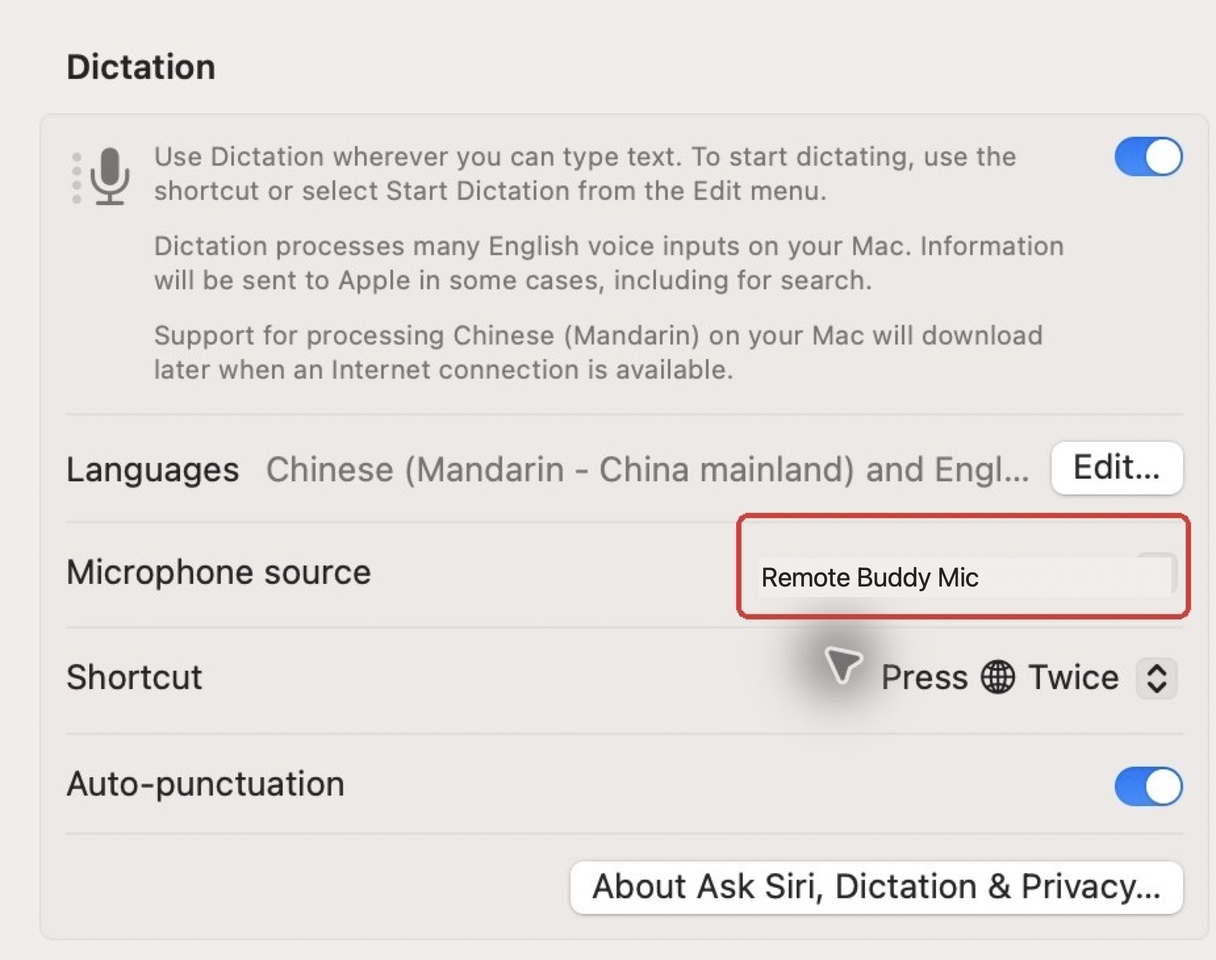 Dictation
Use Dictation wherever you can type text. To start dictating, use the
shortcut or select Start Dictation from the Edit menu.
Dictation processes many English voice inputs on your Mac. Information
will be sent to Apple in some cases, including for search.
Support for processing Chinese (Mandarin) on your Mac will download
later when an Internet connection is available.
Languages Chinese (Mandarin - China mainland) and Engl... Edit...
Microphone source Remote Buddy Mic
Shortcut Press Twice
Auto-punctuation
About Ask Siri, Dictation & Privacy...